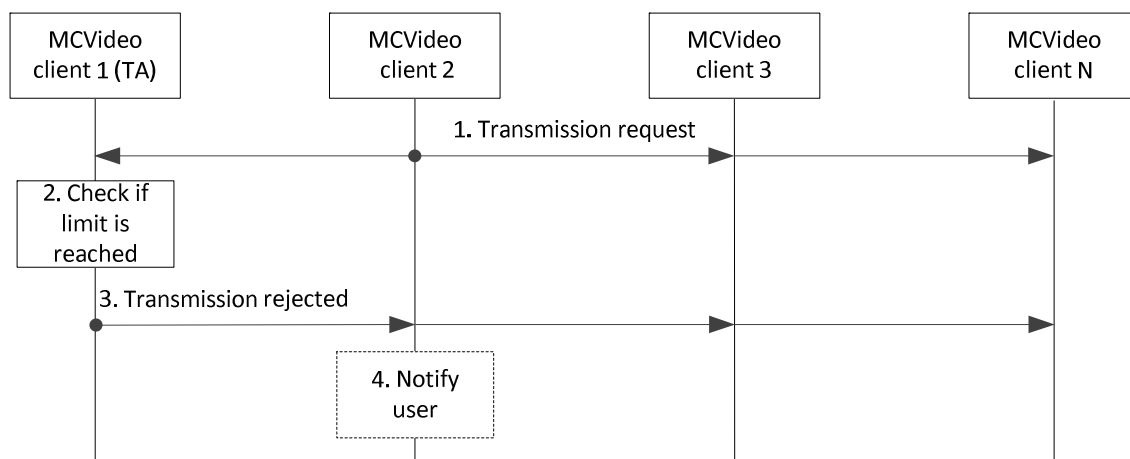 MCVideo
client 1 (TA)
MCVideo
client 2
MCVideo
client 3
MCVideo
client N
1. Transmission request
2. Check if
limit is
reached
3. Transmission rejected
4. Notify
user